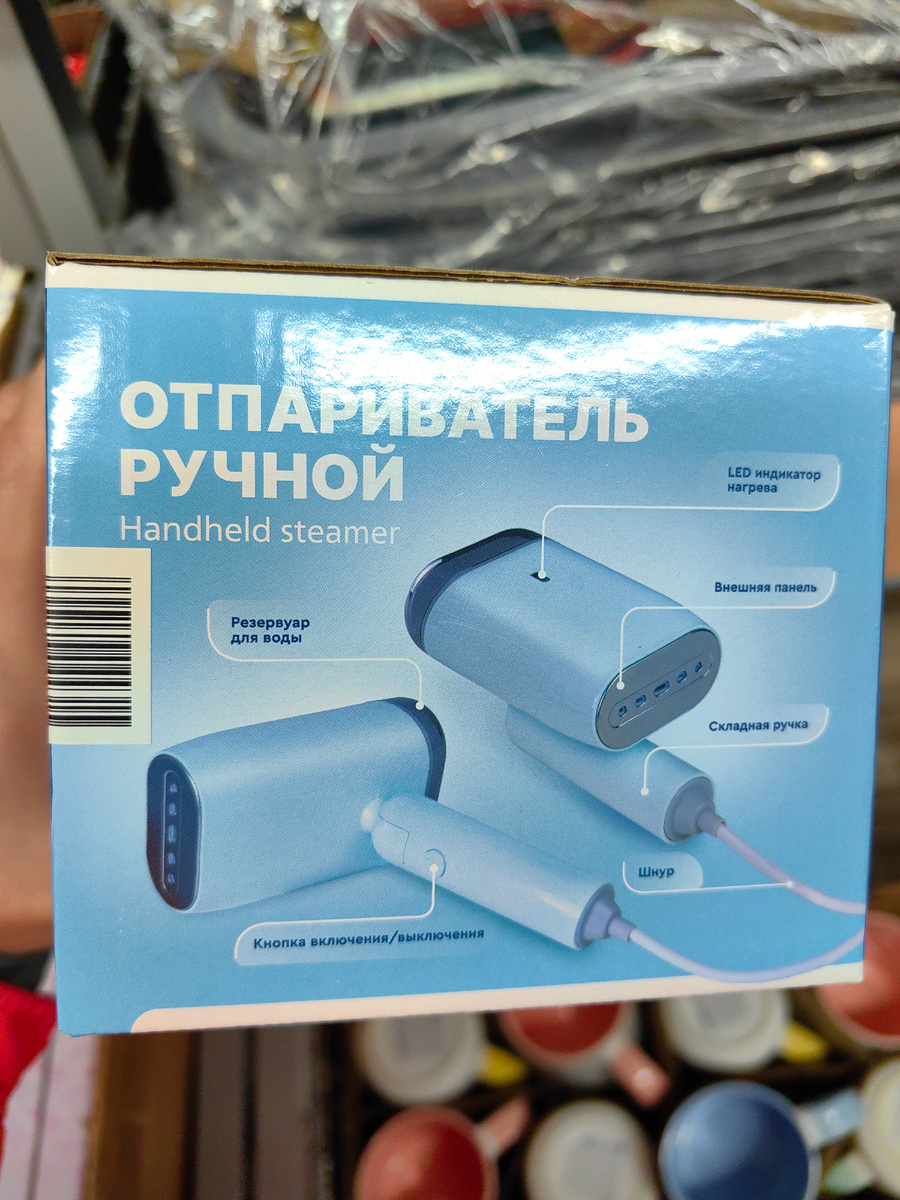 ОТПАРИВАТЕЛЬ
РУЧНОЙ
Handheld steamer
LED индикатор
нагрева
Внешняя панель
Резервуар
для воды
Складная ручка
Шнур
Кнопка включения/выключения